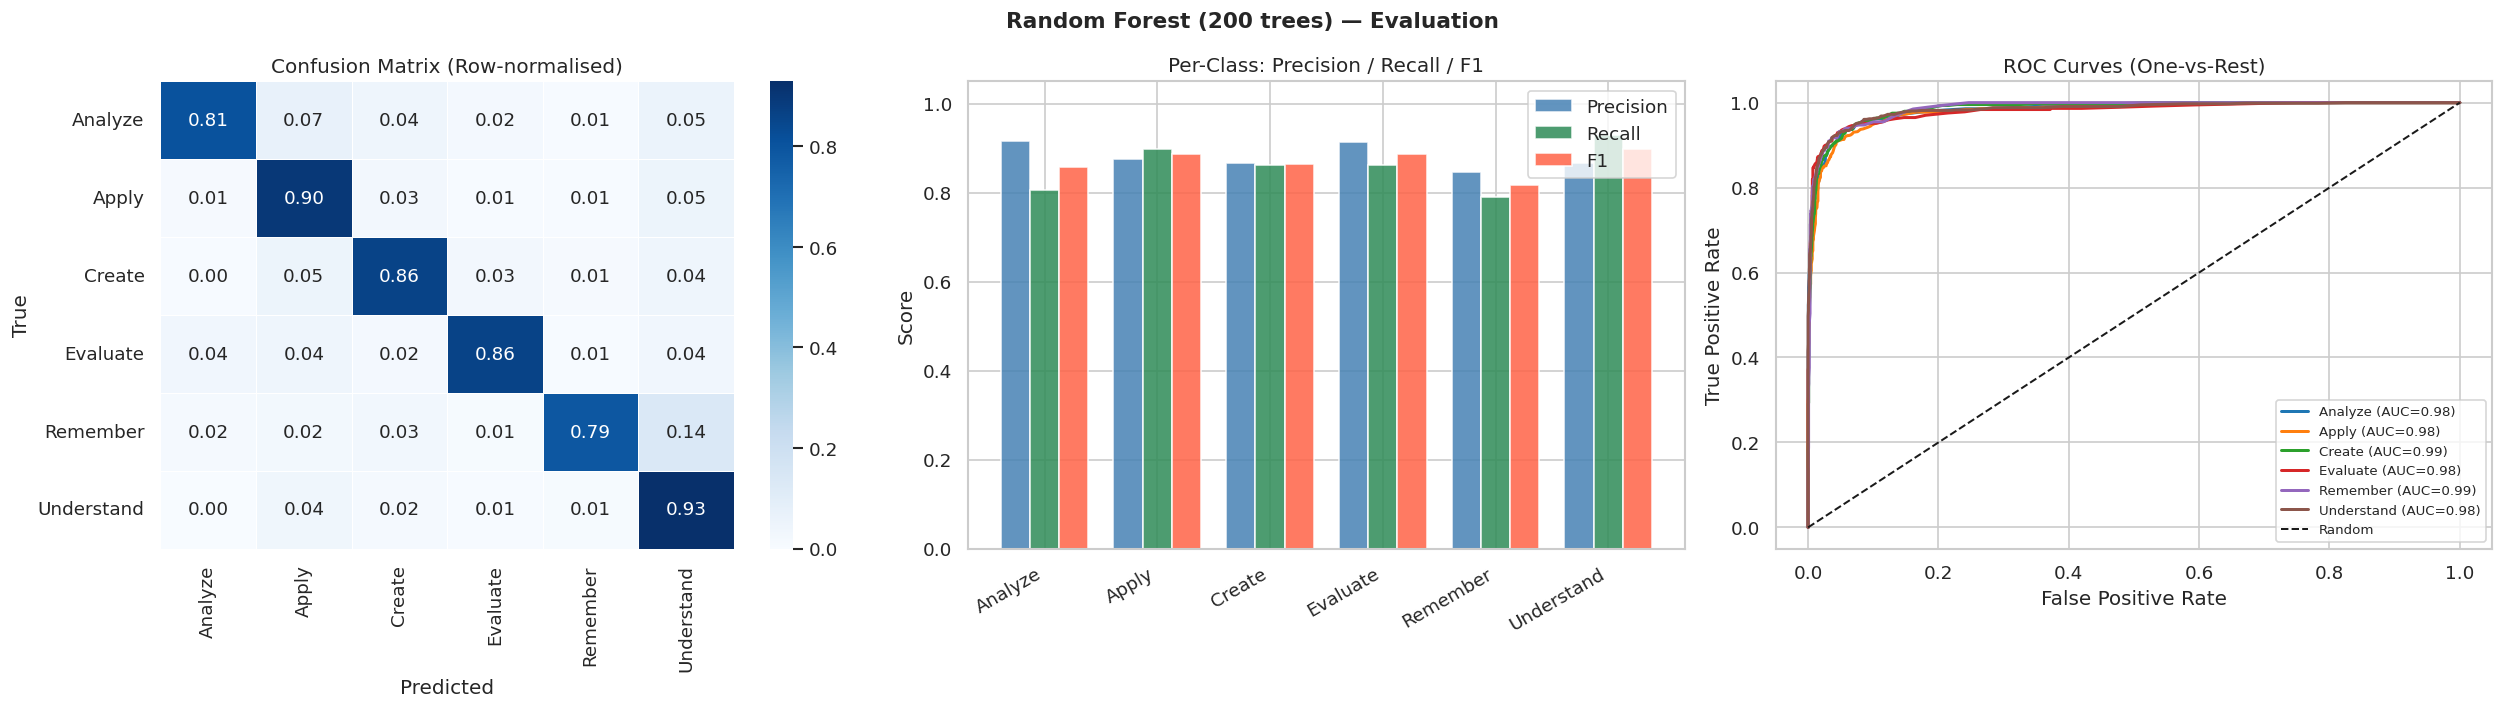 Random Forest (200 trees) — Evaluation
Confusion Matrix (Row-normalised)
True
Analyze 0.81 0.07 0.04 0.02 0.01 0.05
Apply 0.01 0.90 0.03 0.01 0.01 0.05
Create 0.00 0.05 0.86 0.03 0.01 0.04
Evaluate 0.04 0.04 0.02 0.86 0.01 0.04
Remember 0.02 0.02 0.03 0.01 0.79 0.14
Understand 0.00 0.04 0.02 0.01 0.01 0.93
Analyze Apply Create Evaluate Remember Understand
Predicted
0.8
0.6
0.4
0.2
0.0
Per-Class: Precision / Recall / F1
Score
1.0
0.8
0.6
0.4
0.2
0.0
Precision
Recall
F1
Analyze Apply Create Evaluate Remember Understand
ROC Curves (One-vs-Rest)
True Positive Rate
1.0
0.8
0.6
0.4
0.2
0.0
Analyze (AUC=0.98)
Apply (AUC=0.98)
Create (AUC=0.99)
Evaluate (AUC=0.98)
Remember (AUC=0.99)
Understand (AUC=0.98)
Random
0.0 0.2 0.4 0.6 0.8 1.0
False Positive Rate